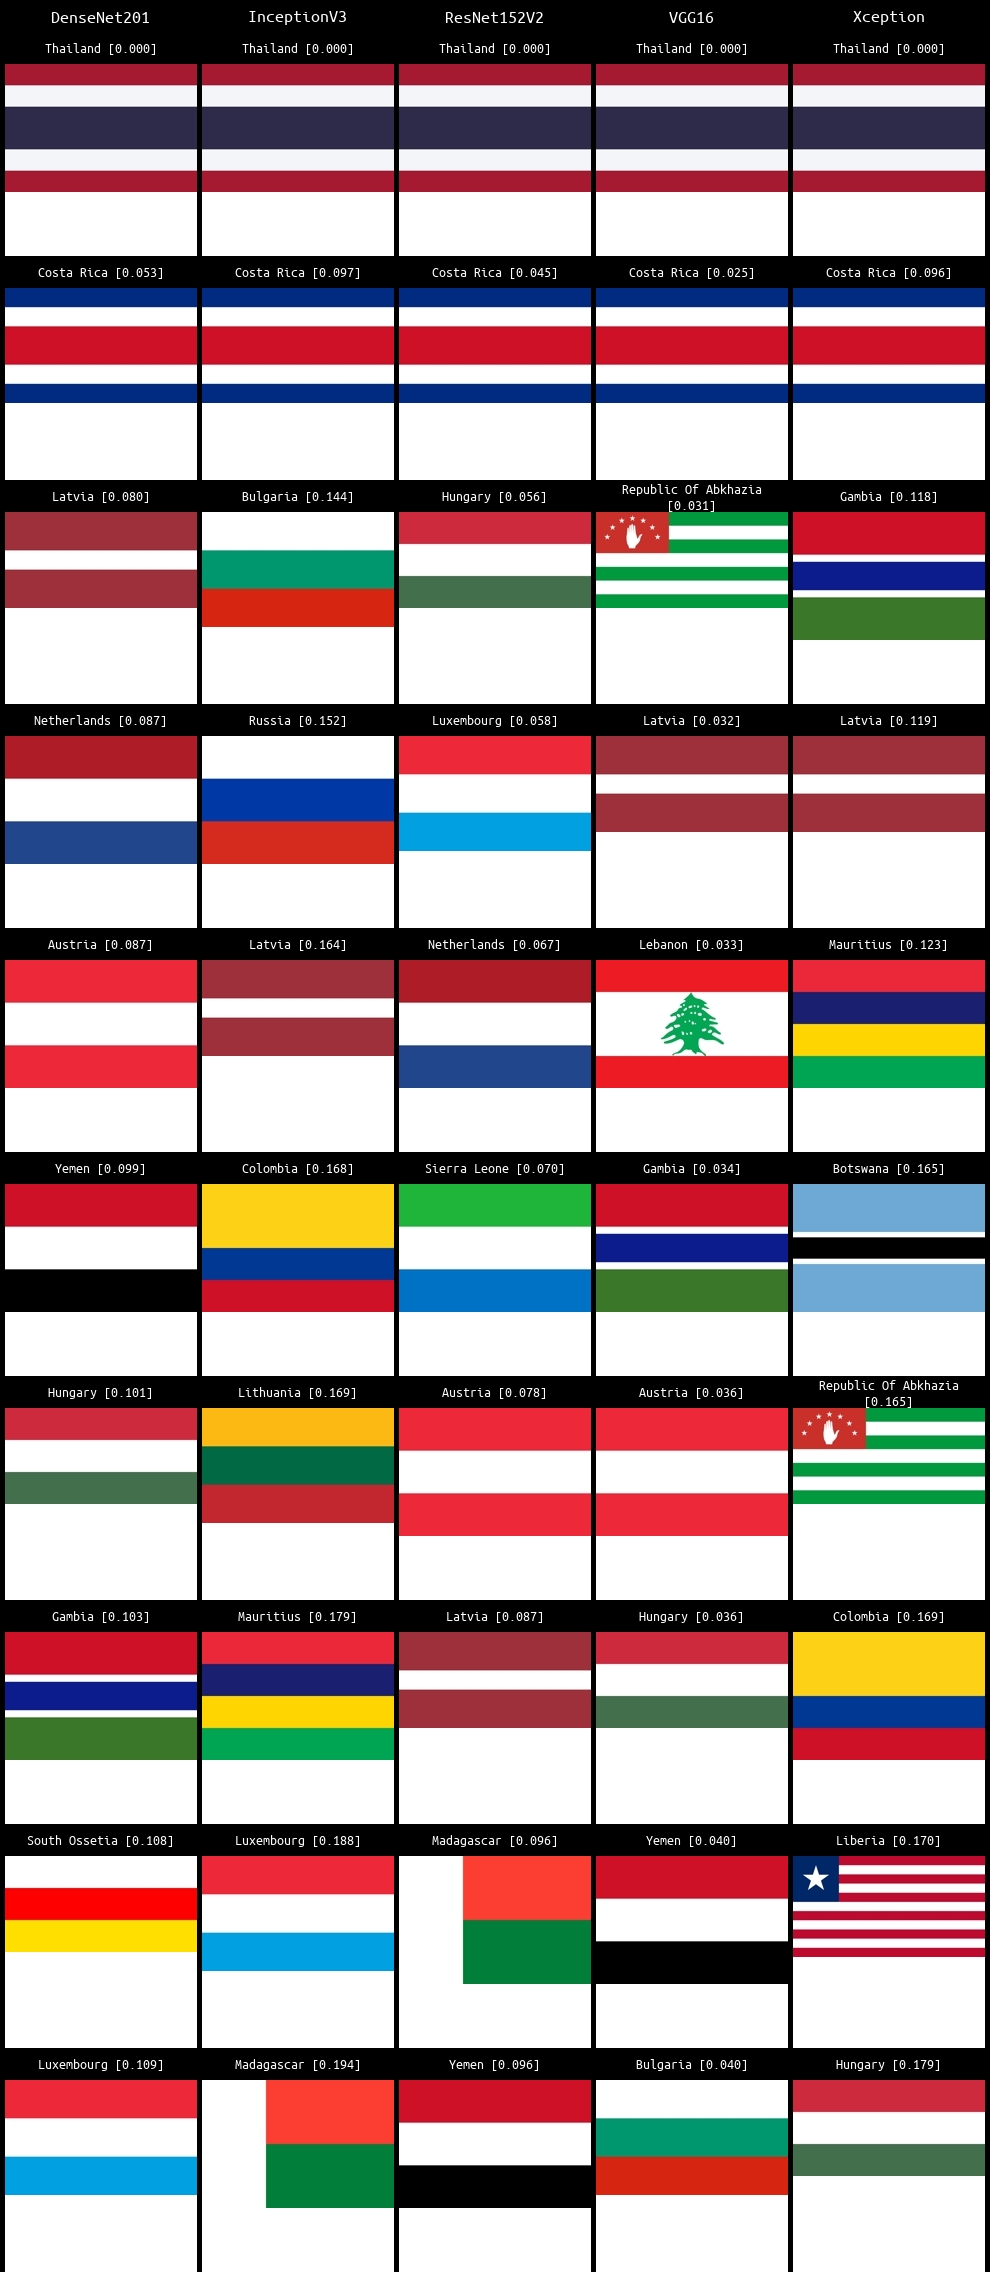 DenseNet201 InceptionV3 ResNet152V2 VGG16 Xception
Thailand [0.000] Thailand [0.000] Thailand [0.000] Thailand [0.000] Thailand [0.000]
Costa Rica [0.053] Costa Rica [0.097] Costa Rica [0.045] Costa Rica [0.025] Costa Rica [0.096]
Latvia [0.080] Bulgaria [0.144] Hungary [0.056] Republic Of Abkhazia Gambia [0.118]
[0.031]
Netherlands [0.087] Russia [0.152] Luxembourg [0.058] Latvia [0.032] Latvia [0.119]
Austria [0.087] Latvia [0.164] Netherlands [0.067] Lebanon [0.033] Mauritius [0.123]
Yemen [0.099] Colombia [0.168] Sierra Leone [0.070] Gambia [0.034] Botswana [0.165]
Hungary [0.101] Lithuania [0.169] Austria [0.078] Austria [0.036] Republic Of Abkhazia
[0.165]
Gambia [0.103] Mauritius [0.179] Latvia [0.087] Hungary [0.036] Colombia [0.169]
South Ossetia [0.108] Luxembourg [0.188] Madagascar [0.096] Yemen [0.040] Liberia [0.170]
Luxembourg [0.109] Madagascar [0.194] Yemen [0.096] Bulgaria [0.040] Hungary [0.179]